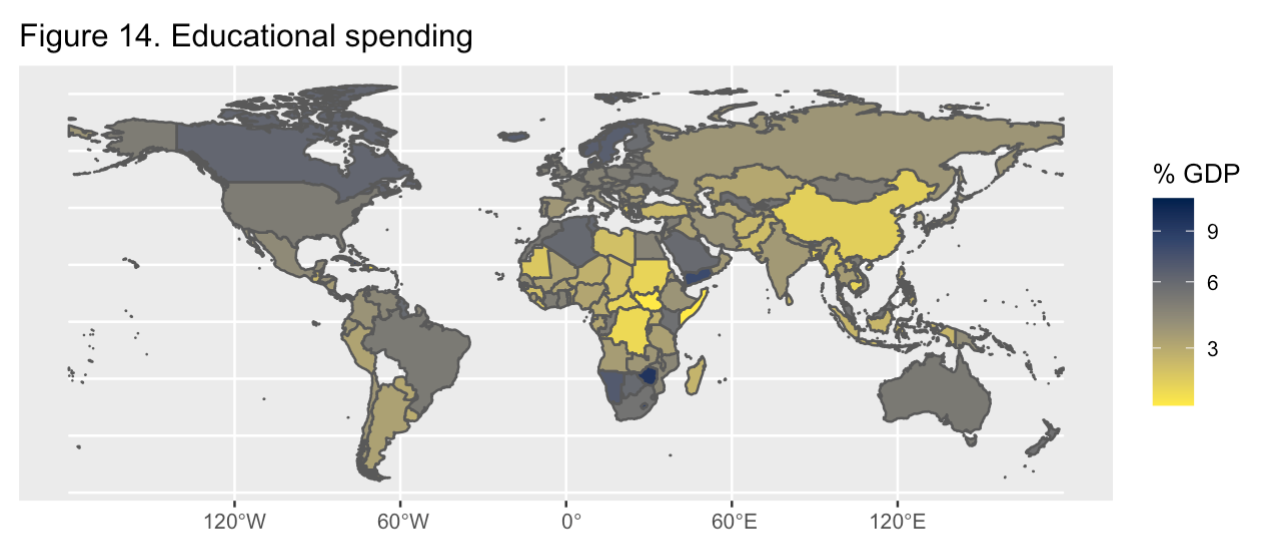 Figure 14. Educational spending
% GDP
9
6
3
120°W 60°W 0° 60°E 120°E